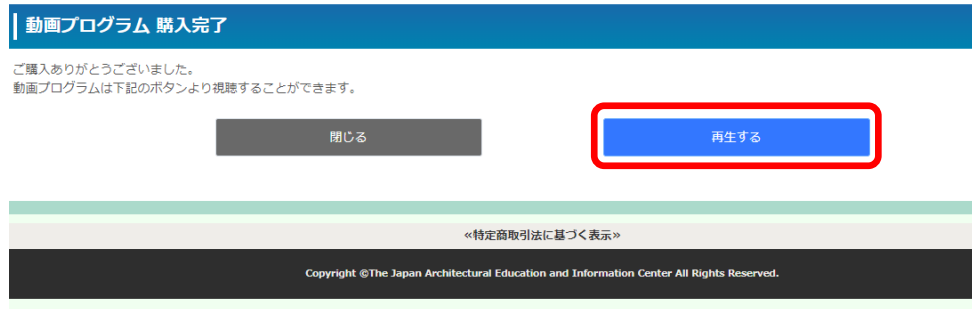 動画プログラム 購入完了
ご購入ありがとうございました。
動画プログラムは下記のボタンより視聴することができます。
閉じる
再生する
≪特定商取引法に基づく表示≫
Copyright ©The Japan Architectural Education and Information Center All Rights Reserved.